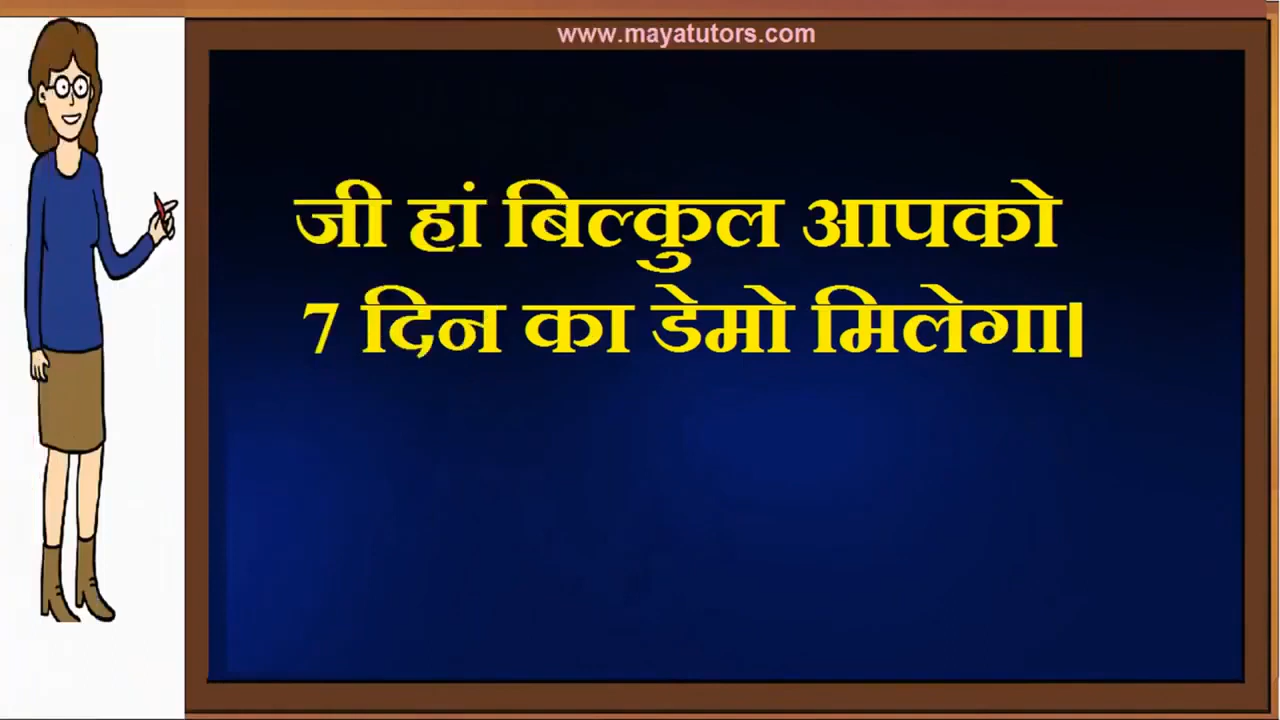 www.mayatutors.com
जी हां बिल्कुल आपको
7 दिन का डेमो मिलेगा।